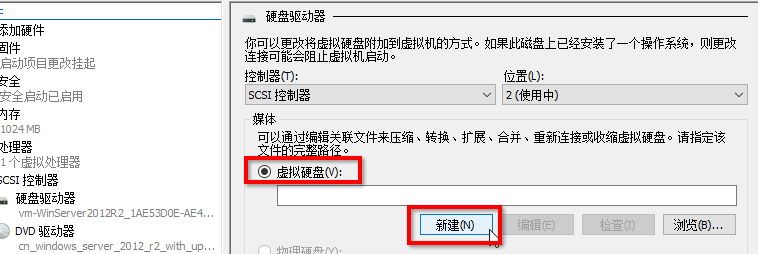 添加硬件
固件
启动项目更改挂起
安全
安全启动已启用
内存
1024 MB
处理器
1 个虚拟处理器
SCSI 控制器
硬盘驱动器
vm-WinServer2012R2_1AE53D0E-AE4...
DVD 驱动器
cn_windows_server_2012_r2_with_up...
硬盘驱动器
你可以更改将虚拟硬盘附加到虚拟机的方式。如果此磁盘上已经安装了一个操作系统，则更改
连接可能会阻止虚拟机启动。
控制器(T):
位置(L):
SCSI 控制器
2 (使用中)
媒体
可以通过编辑关联文件来压缩、转换、扩展、合并、重新连接或收缩虚拟硬盘。请指定该
文件的完整路径。
虚拟硬盘(V):
新建(N)
编辑(E)
检查(I)
浏览(B)...
物理硬盘(Y):